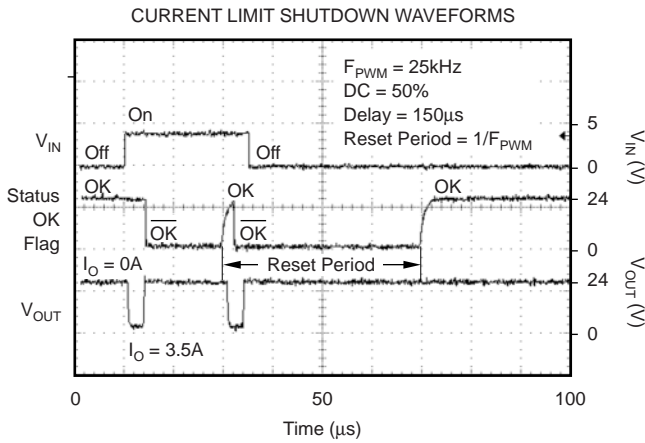 CURRENT LIMIT SHUTDOWN WAVEFORMS
F_PWM = 25kHz
DC = 50%
Delay = 150µs
Reset Period = 1/F_PWM
On
V_IN
Off
Off
5
0
V_IN (V)
Status
OK
Flag
OK
OK
OK
OK
OK
24
0
I_O = 0A
Reset Period
V_OUT
24
0
V_OUT (V)
I_O = 3.5A
0
50
100
Time (µs)